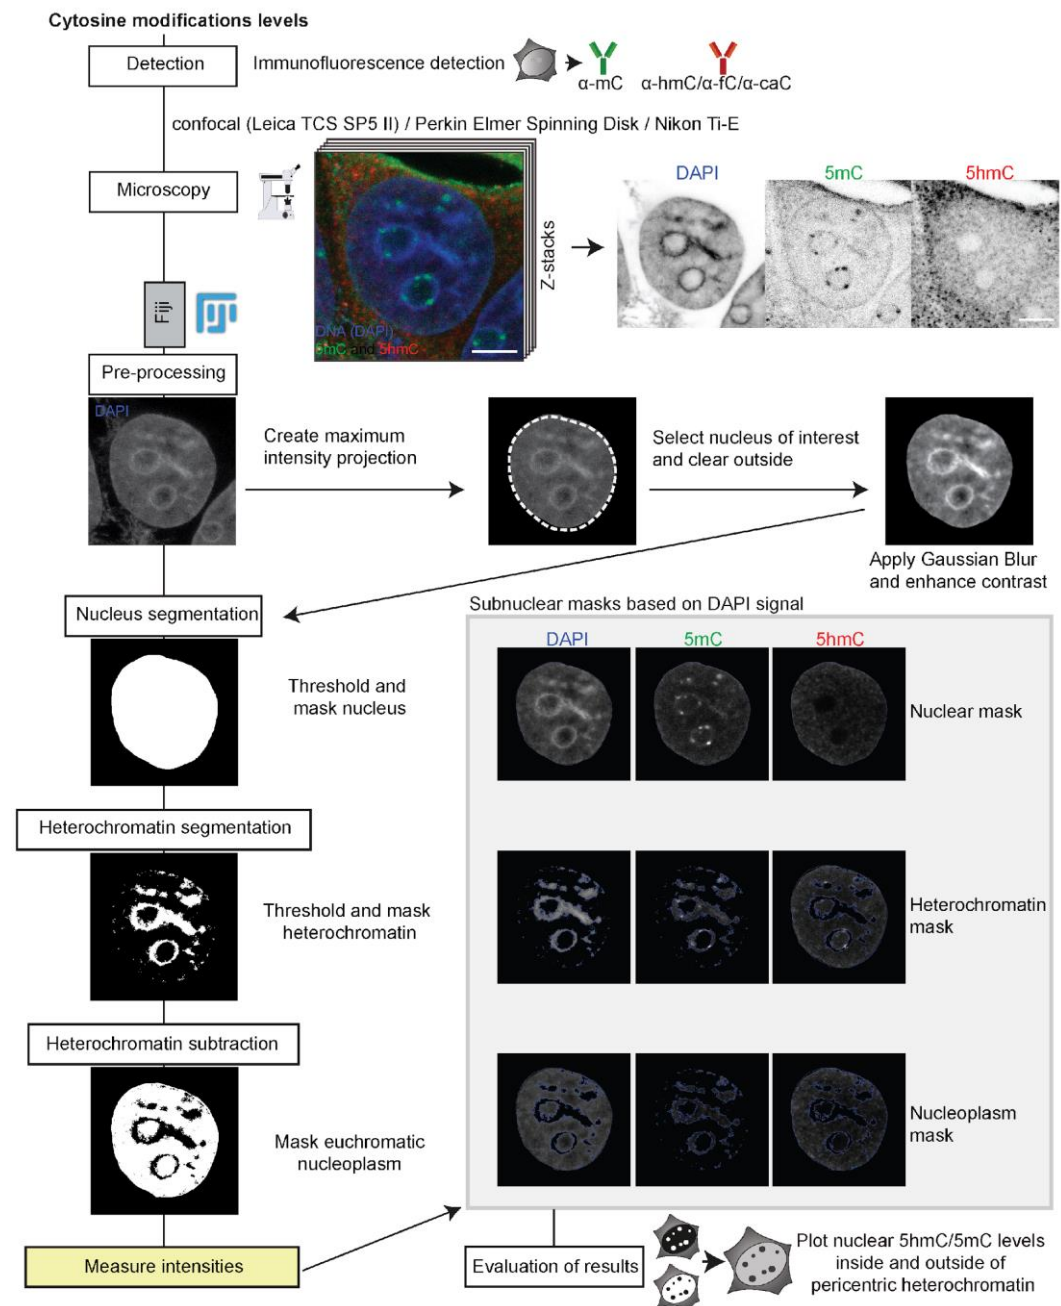 Cytosine modifications levels
Detection
Immunofluorescence detection
α-mC
α-hmC/α-fC/α-caC
confocal (Leica TCS SP5 II) / Perkin Elmer Spinning Disk / Nikon Ti-E
Microscopy
DNA (DAPI)
5mC and 5hmC
Z-stacks
DAPI
5mC
5hmC
Fiji
Pre-processing
DAPI
Create maximum
intensity projection
Select nucleus of interest
and clear outside
Apply Gaussian Blur
and enhance contrast
Nucleus segmentation
Threshold and
mask nucleus
Subnuclear masks based on DAPI signal
DAPI
5mC
5hmC
Nuclear mask
Heterochromatin segmentation
Threshold and mask
heterochromatin
Heterochromatin
mask
Heterochromatin subtraction
Mask euchromatic
nucleoplasm
Nucleoplasm
mask
Measure intensities
Evaluation of results
Plot nuclear 5hmC/5mC levels
inside and outside of
pericentric heterochromatin